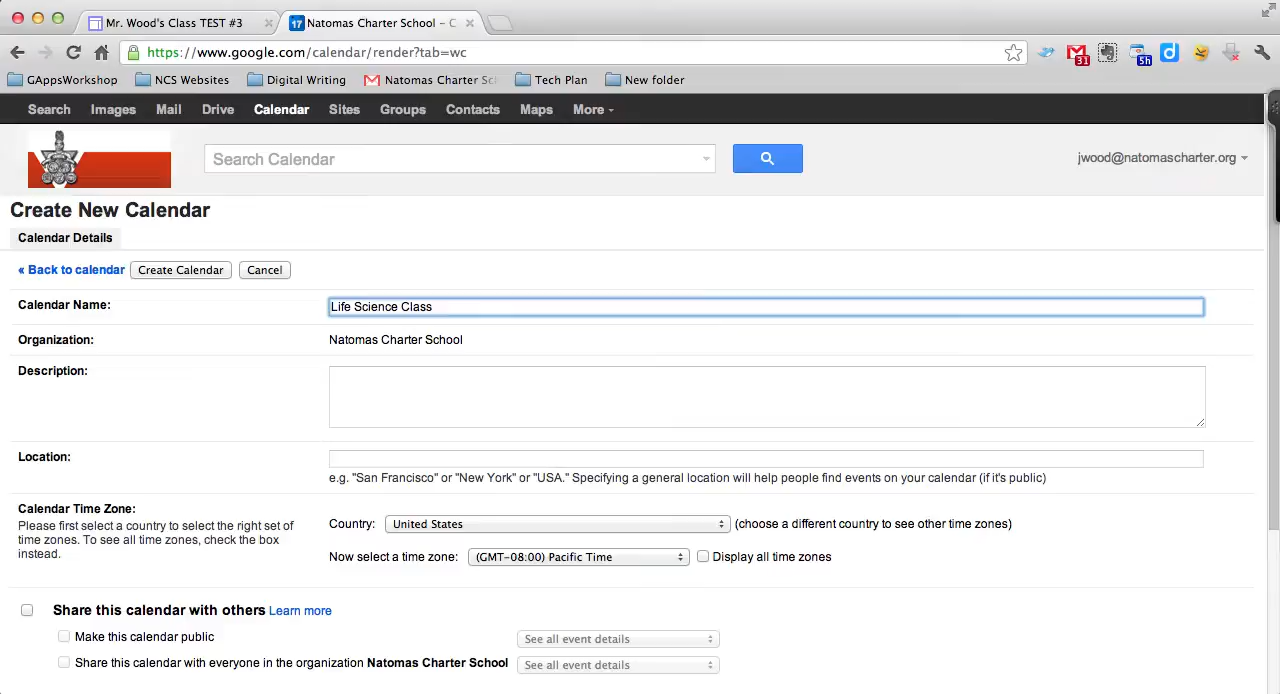 Mr. Wood's Class TEST #3
17 Natomas Charter School – C
https://www.google.com/calendar/render?tab=wc
31 5h d
GAppsWorkshop NCS Websites Digital Writing Natomas Charter Sc Tech Plan New folder
Search Images Mail Drive Calendar Sites Groups Contacts Maps More
Search Calendar
jwood@natomascharter.org
Create New Calendar
Calendar Details
« Back to calendar Create Calendar Cancel
Calendar Name: Life Science Class
Organization: Natomas Charter School
Description:
Location:
e.g. "San Francisco" or "New York" or "USA." Specifying a general location will help people find events on your calendar (if it's public)
Calendar Time Zone:
Please first select a country to select the right set of
time zones. To see all time zones, check the box
instead.
Country: United States (choose a different country to see other time zones)
Now select a time zone: (GMT-08:00) Pacific Time Display all time zones
Share this calendar with others Learn more
Make this calendar public See all event details
Share this calendar with everyone in the organization Natomas Charter School See all event details